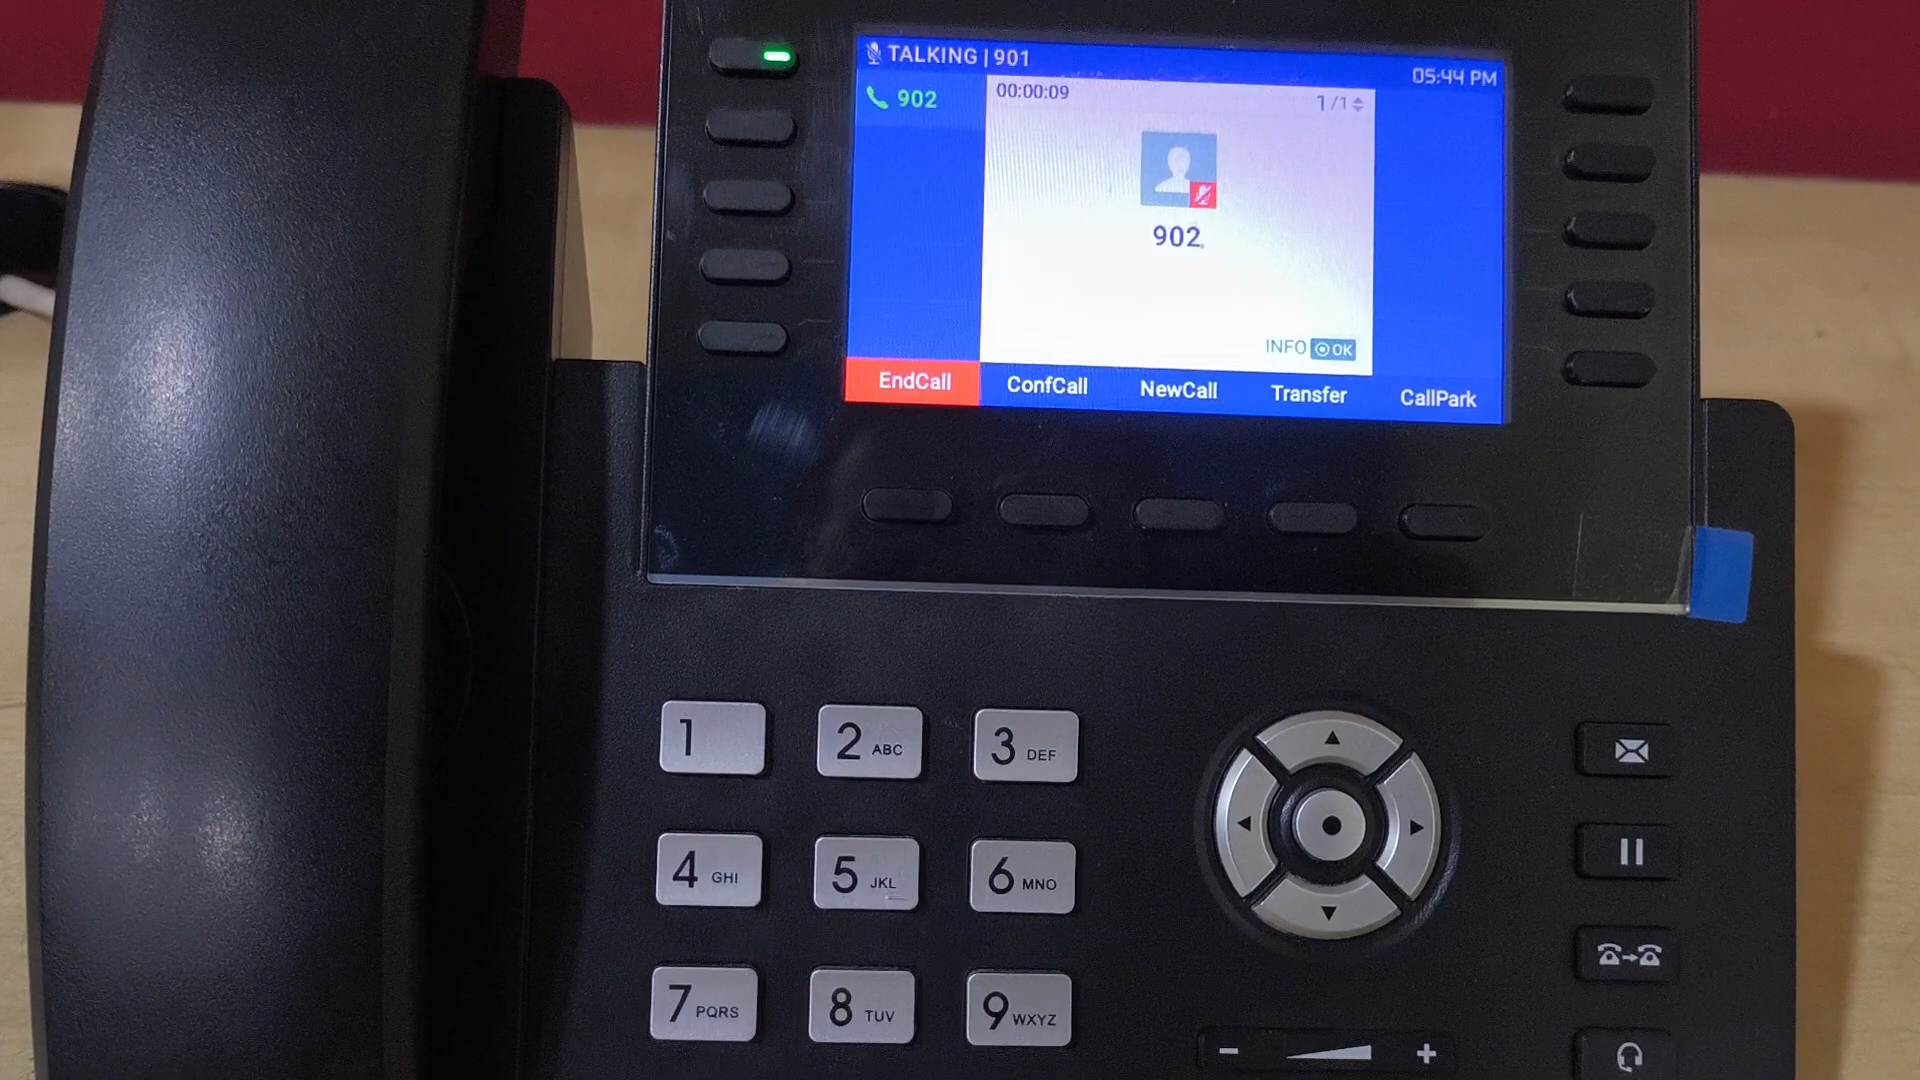 TALKING | 901
05:44 PM
902
00:00:09
1/1
902
INFO OK
EndCall ConfCall NewCall Transfer CallPark
1 2 ABC 3 DEF
4 GHI 5 JKL 6 MNO
7 PQRS 8 TUV 9 WXYZ
- +